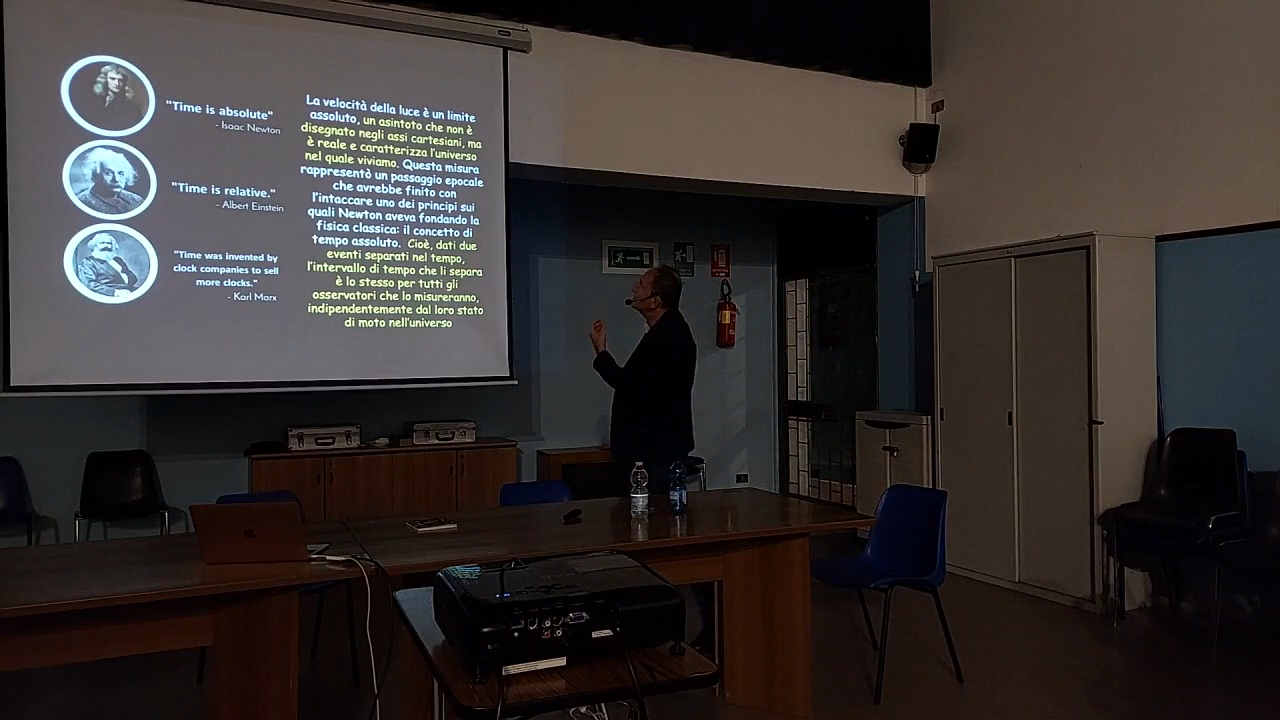 "Time is absolute"
- Isaac Newton
"Time is relative."
- Albert Einstein
"Time was invented by
clock companies to sell
more clocks."
- Karl Marx
La velocità della luce è un limite
assoluto, un asintoto che non è
disegnato negli assi cartesiani, ma
è reale e caratterizza l'universo
nel quale viviamo. Questa misura
rappresentò un passaggio epocale
che avrebbe finito con
l'intaccare uno dei principi sui
quali Newton aveva fondando la
fisica classica: il concetto di
tempo assoluto. Cioè, dati due
eventi separati nel tempo,
l'intervallo di tempo che li separa
è lo stesso per tutti gli
osservatori che lo misureranno,
indipendentemente dal loro stato
di moto nell'universo